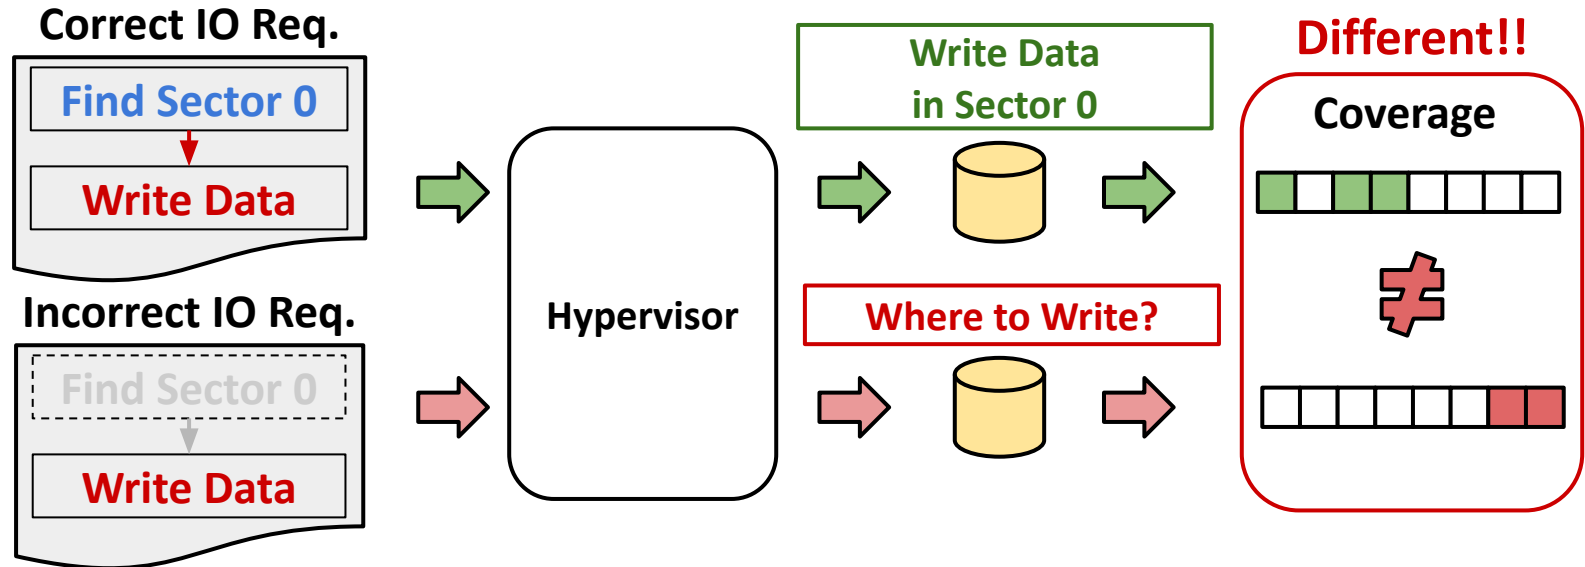 Correct IO Req.
Find Sector 0
Write Data
Incorrect IO Req.
Find Sector 0
Write Data
Hypervisor
Write Data
in Sector 0
Where to Write?
Different!!
Coverage
≠